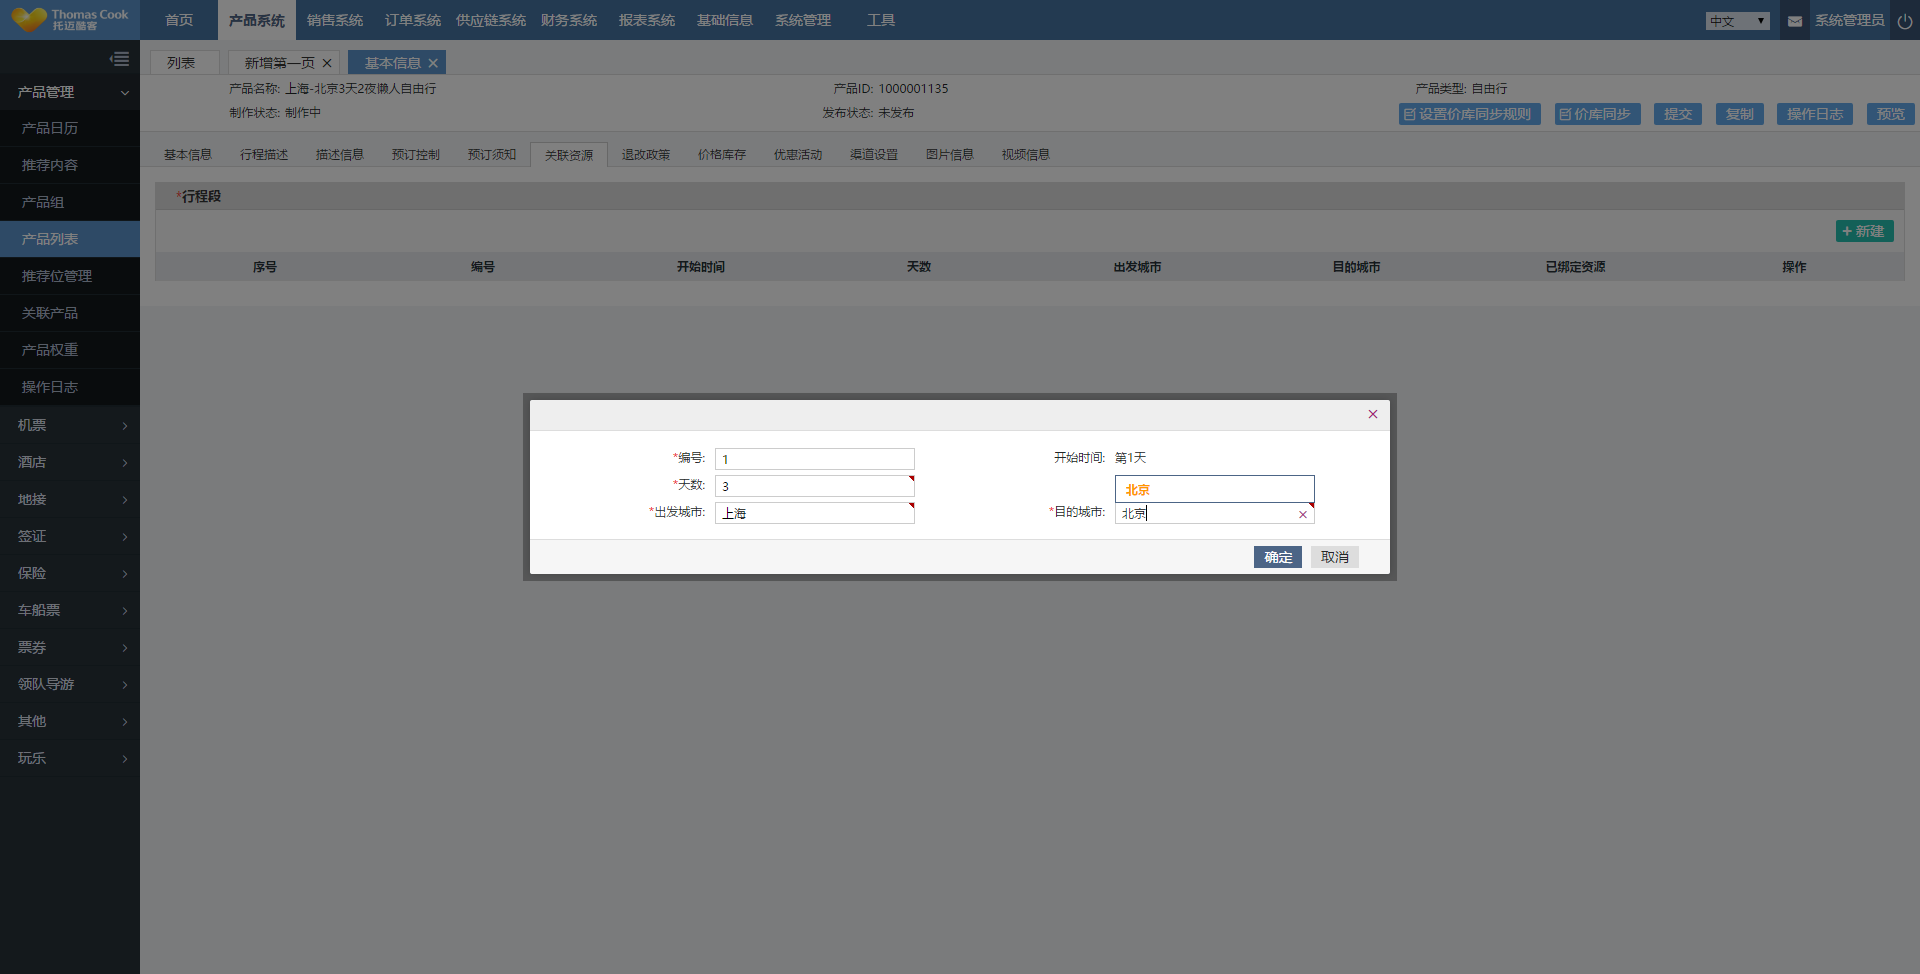 Thomas Cook
托迈酷客
首页 产品系统 销售系统 订单系统 供应链系统 财务系统 报表系统 基础信息 系统管理 工具
中文 系统管理员
列表 新增第一页 基本信息
产品管理
产品日历
推荐内容
产品组
产品列表
推荐位管理
关联产品
产品权重
操作日志
机票
酒店
地接
签证
保险
车船票
票券
领队导游
其他
玩乐
产品名称: 上海-北京3天2夜懒人自由行 产品ID: 1000001135 产品类型: 自由行
制作状态: 制作中 发布状态: 未发布
设置价库同步规则 价库同步 提交 复制 操作日志 预览
基本信息 行程描述 描述信息 预订控制 预订须知 关联资源 退改政策 价格库存 优惠活动 渠道设置 图片信息 视频信息
*行程段
+ 新建
序号 编号 开始时间 天数 出发城市 目的城市 已绑定资源 操作
*编号: 1 开始时间: 第1天
*天数: 3 北京
*出发城市: 上海 *目的城市: 北京
确定 取消